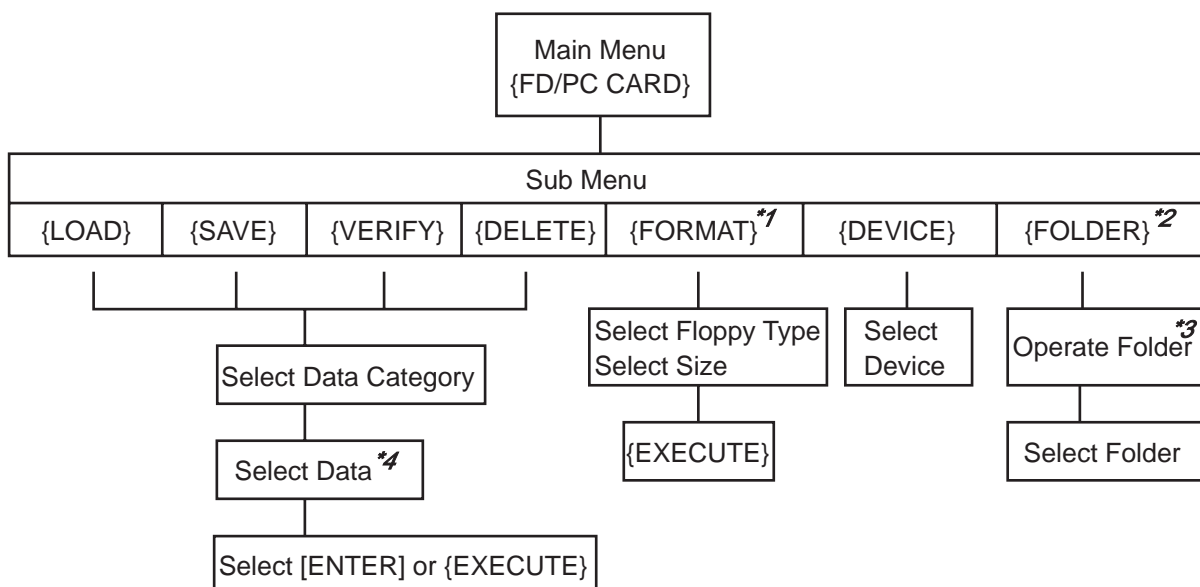 Main Menu
{FD/PC CARD}
Sub Menu
{LOAD} {SAVE} {VERIFY} {DELETE} {FORMAT}*1 {DEVICE} {FOLDER}*2
Select Floppy Type
Select Size
Select
Device
Operate Folder*3
Select Data Category
{EXECUTE}
Select Folder
Select Data*4
Select [ENTER] or {EXECUTE}